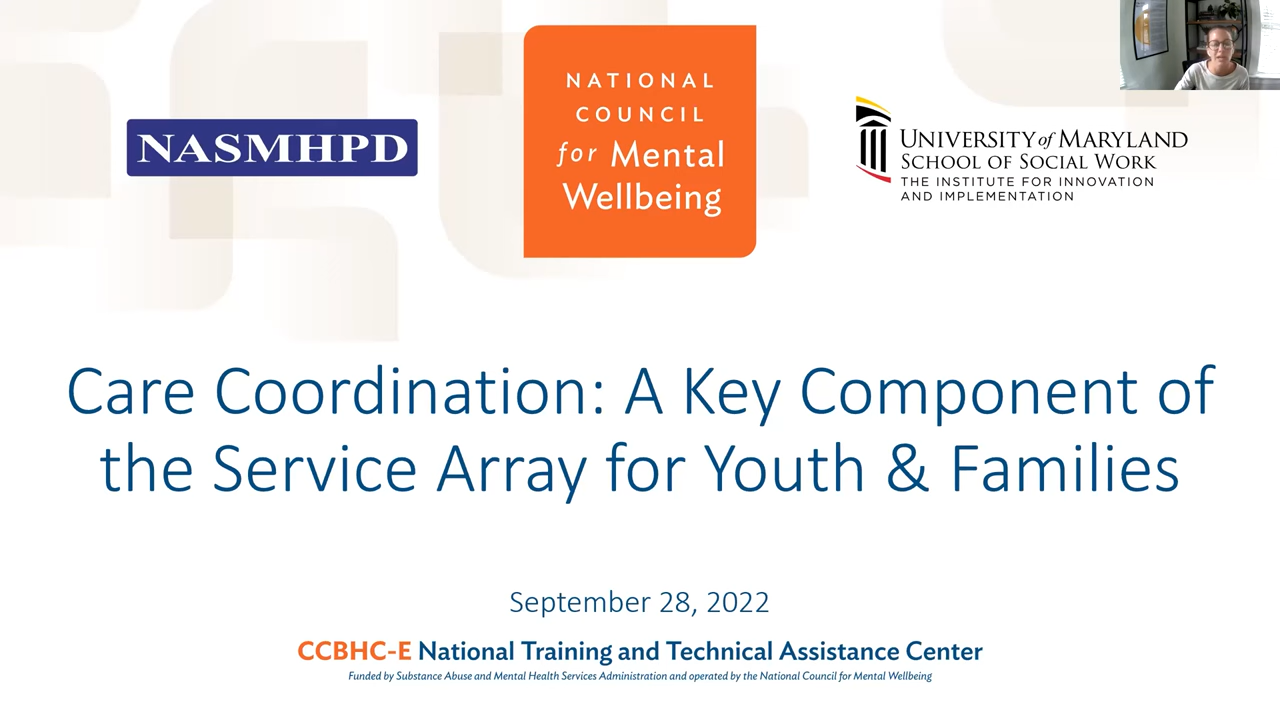 NASMHPD
NATIONAL
COUNCIL
for Mental
Wellbeing
UNIVERSITY of MARYLAND
SCHOOL OF SOCIAL WORK
THE INSTITUTE FOR INNOVATION
AND IMPLEMENTATION
Care Coordination: A Key Component of
the Service Array for Youth & Families
September 28, 2022
CCBHC-E National Training and Technical Assistance Center
Funded by Substance Abuse and Mental Health Services Administration and operated by the National Council for Mental Wellbeing